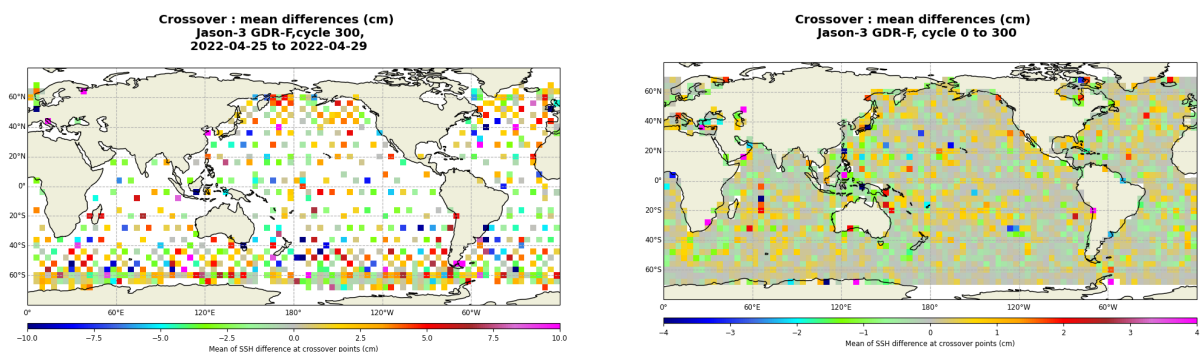 Crossover : mean differences (cm)
Jason-3 GDR-F,cycle 300,
2022-04-25 to 2022-04-29
60°N
40°N
20°N
0°
20°S
40°S
60°S
0°
60°E
120°E
180°
120°W
60°W
−10.0 −7.5 −5.0 −2.5 0.0 2.5 5.0 7.5 10.0
Mean of SSH difference at crossover points (cm)
Crossover : mean differences (cm)
Jason-3 GDR-F, cycle 0 to 300
60°N
40°N
20°N
0°
20°S
40°S
60°S
0°
60°E
120°E
180°
120°W
60°W
−4 −3 −2 −1 0 1 2 3 4
Mean of SSH difference at crossover points (cm)